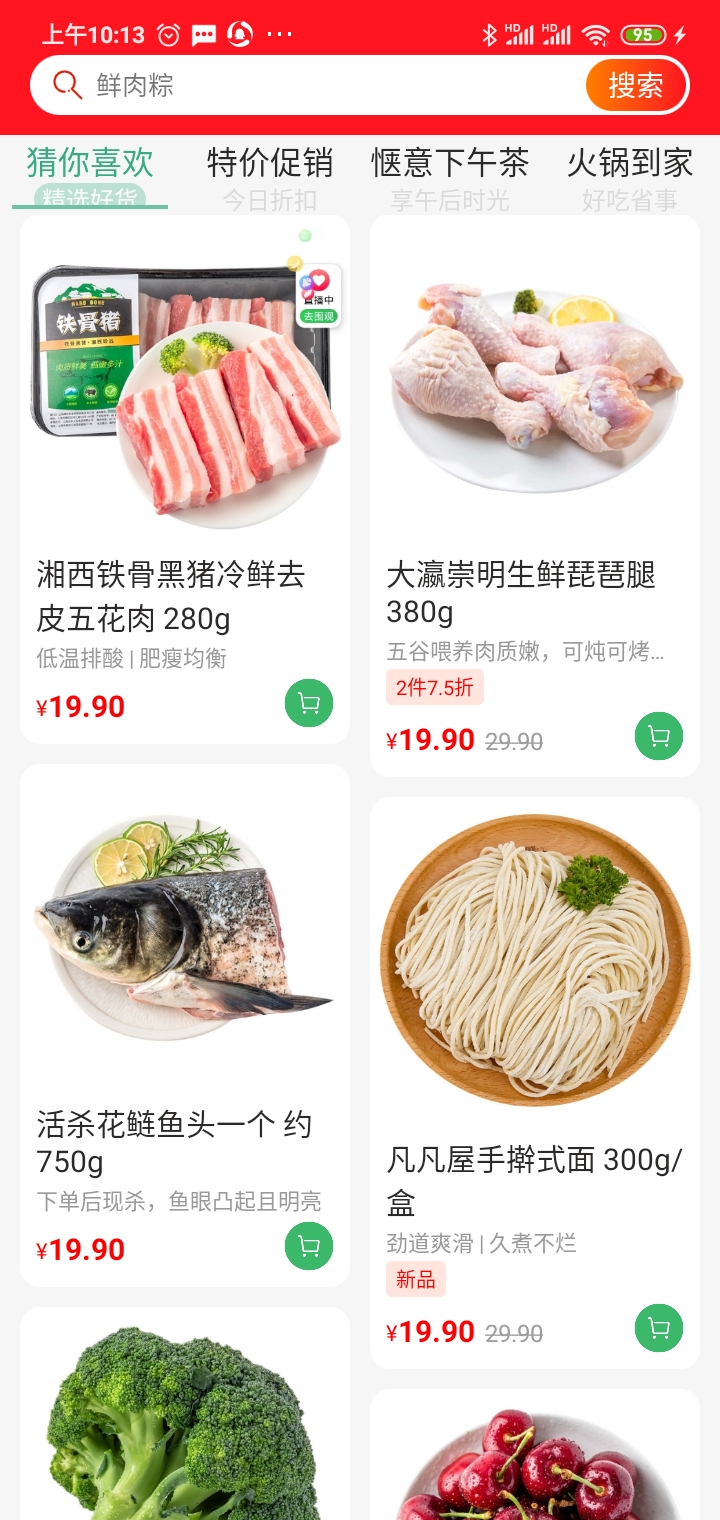 上午10:13
HD
HD
95
鲜肉粽
搜索
猜你喜欢
特价促销
惬意下午茶
火锅到家
精选好货
今日折扣
享午后时光
好吃省事
HARD BONE
铁骨猪
直播中
去围观
湘西铁骨黑猪冷鲜去
皮五花肉 280g
低温排酸 | 肥瘦均衡
¥19.90
大瀛崇明生鲜琵琶腿
380g
五谷喂养肉质嫩，可炖可烤...
2件7.5折
¥19.90 29.90
活杀花鲢鱼头一个 约
750g
下单后现杀，鱼眼凸起且明亮
¥19.90
凡凡屋手擀式面 300g/
盒
劲道爽滑 | 久煮不烂
新品
¥19.90 29.90